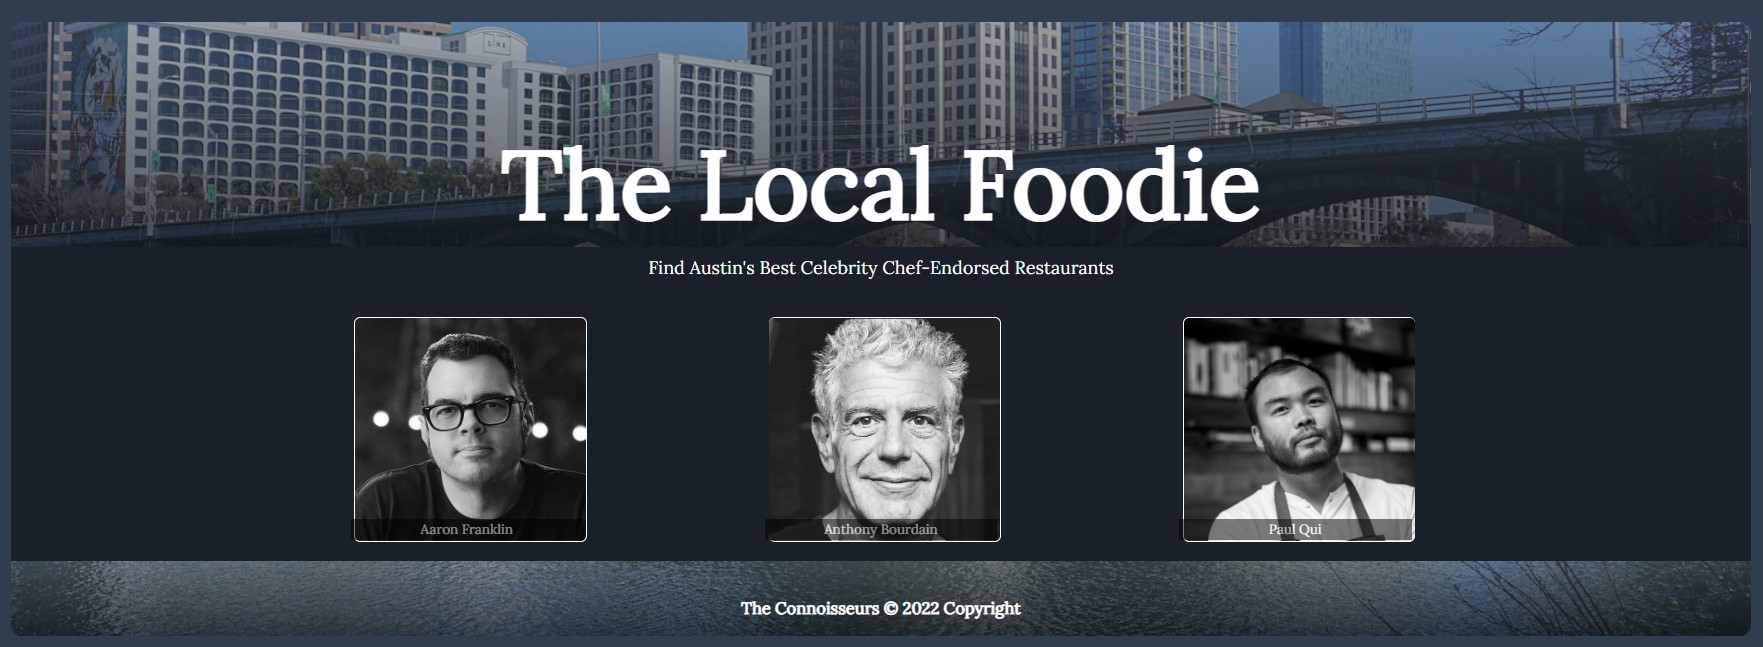 LINE
The Local Foodie
Find Austin's Best Celebrity Chef-Endorsed Restaurants
Aaron Franklin
Anthony Bourdain
Paul Qui
The Connoisseurs © 2022 Copyright